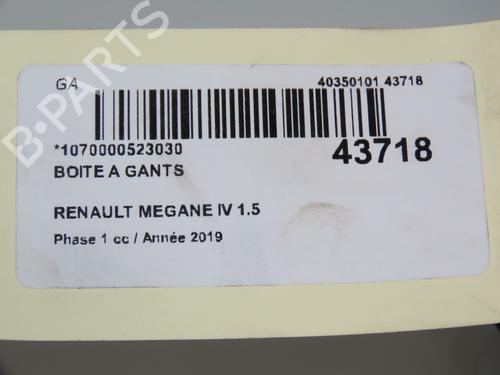 B-PARTS
GA
40350101 43718
*1070000523030
43718
BOITE A GANTS
RENAULT MEGANE IV 1.5
Phase 1 cc / Année 2019